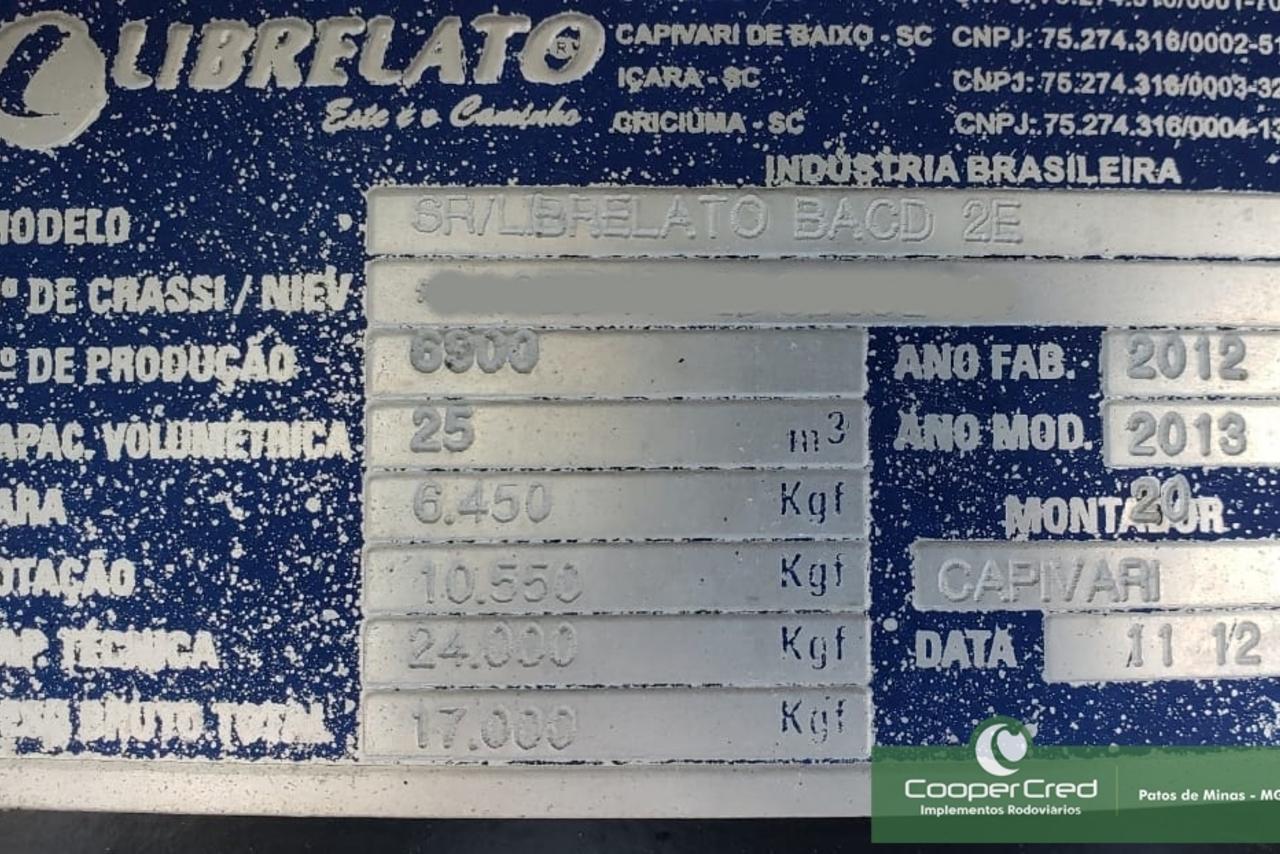 LIBRELATO
Este é o Caminho
CAPIVARI DE BAIXO - SC CNPJ: 75.274.316/0002-51
IÇARA - SC CNPJ: 75.274.316/0003-32
CRICIÚMA - SC CNPJ: 75.274.316/0004-1
INDÚSTRIA BRASILEIRA
MODELO SR/LIBRELATO BACD 2E
º DE CHASSI / NIEV
º DE PRODUÇÃO 6900 ANO FAB. 2012
APAC. VOLUMÉTRICA 25 m³ ANO MOD. 2013
ARA 6.450 Kgf MONTADOR 20
OTAÇÃO 10.550 Kgf CAPIVARI
AP. TÉCNICA 24.000 Kgf DATA 11 12
BRUTO TOTAL 17.000 Kgf
CooperCred
Implementos Rodoviários
Patos de Minas - MG